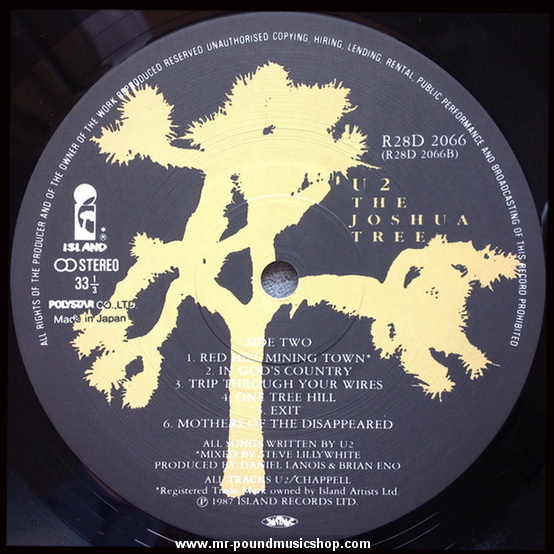 ALL RIGHTS OF THE PRODUCER AND OF THE OWNER OF THE WORK REPRODUCED RESERVED UNAUTHORISED COPYING, HIRING, LENDING, RENTAL, PUBLIC PERFORMANCE AND BROADCASTING OF THIS RECORD PROHIBITED
R28D 2066
(R28D 2066B)
U2
THE
JOSHUA
TREE
ISLAND®
STEREO
33 1/3
POLYSTAR CO.,LTD.
Made in Japan
SIDE TWO
1. RED HILL MINING TOWN*
2. IN GOD'S COUNTRY
3. TRIP THROUGH YOUR WIRES
4. ONE TREE HILL
5. EXIT
6. MOTHERS OF THE DISAPPEARED
ALL SONGS WRITTEN BY U2
*MIXED BY STEVE LILLYWHITE
PRODUCED BY DANIEL LANOIS & BRIAN ENO
ALL TRACKS U2/CHAPPELL
*Registered Trade Mark owned by Island Artists Ltd.
℗ 1987 ISLAND RECORDS LTD.
www.mr-poundmusicshop.com